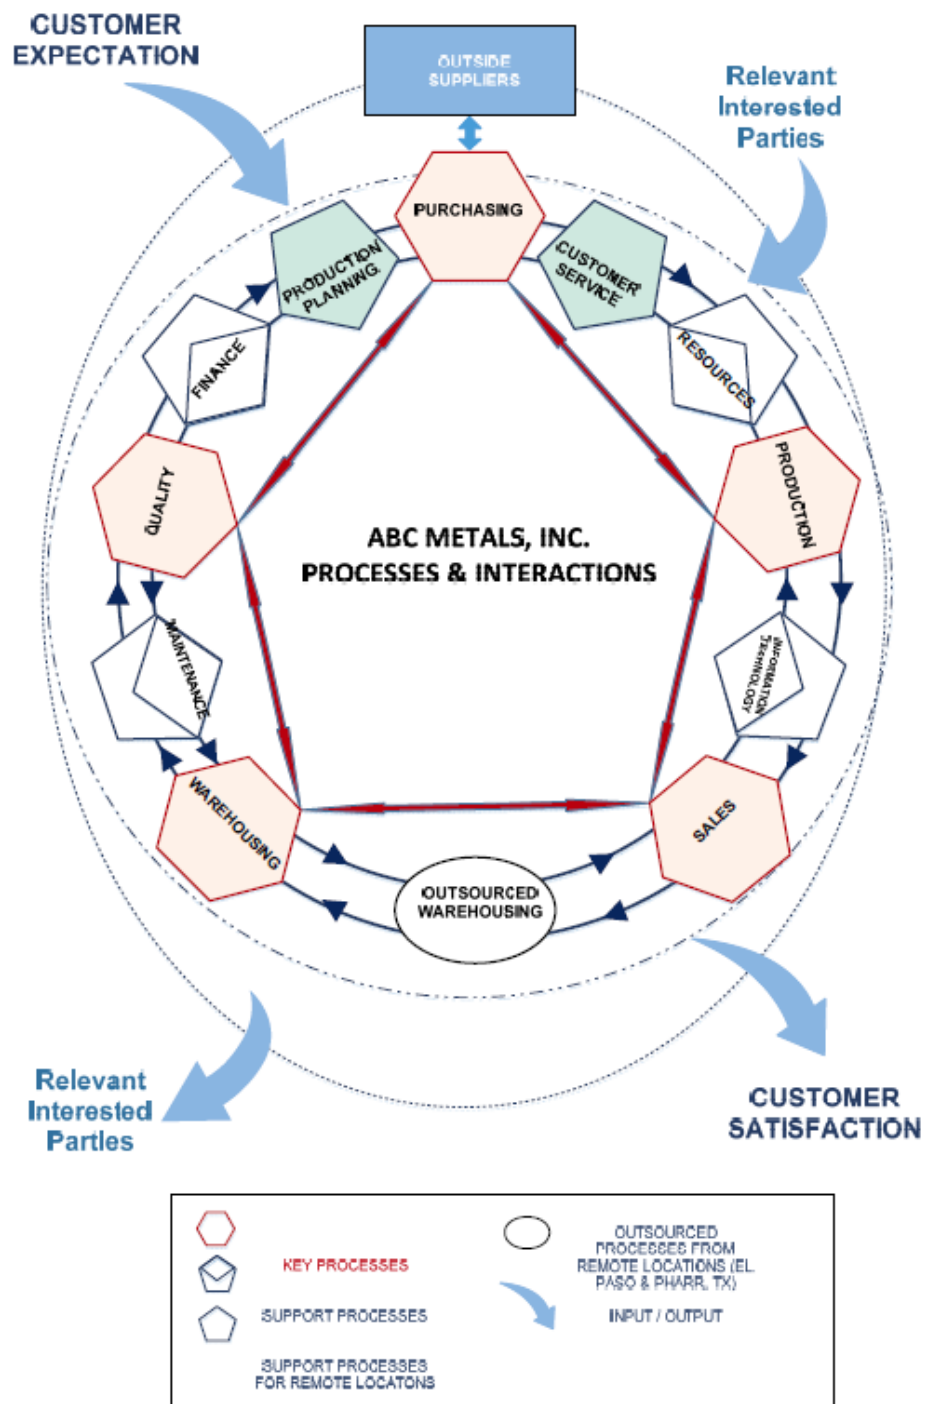 CUSTOMER
EXPECTATION
OUTSIDE
SUPPLIERS
Relevant
Interested
Parties
PURCHASING
PRODUCTION
PLANNING
CUSTOMER
SERVICE
FINANCE
RESOURCES
QUALITY
PRODUCTION
ABC METALS, INC.
PROCESSES & INTERACTIONS
MAINTENANCE
INFORMATION
TECHNOLOGY
WAREHOUSING
SALES
OUTSOURCED
WAREHOUSING
Relevant
Interested
Parties
CUSTOMER
SATISFACTION
KEY PROCESSES
SUPPORT PROCESSES
SUPPORT PROCESSES
FOR REMOTE LOCATONS
OUTSOURCED
PROCESSES FROM
REMOTE LOCATIONS (EL
PASO & PHARR, TX)
INPUT / OUTPUT